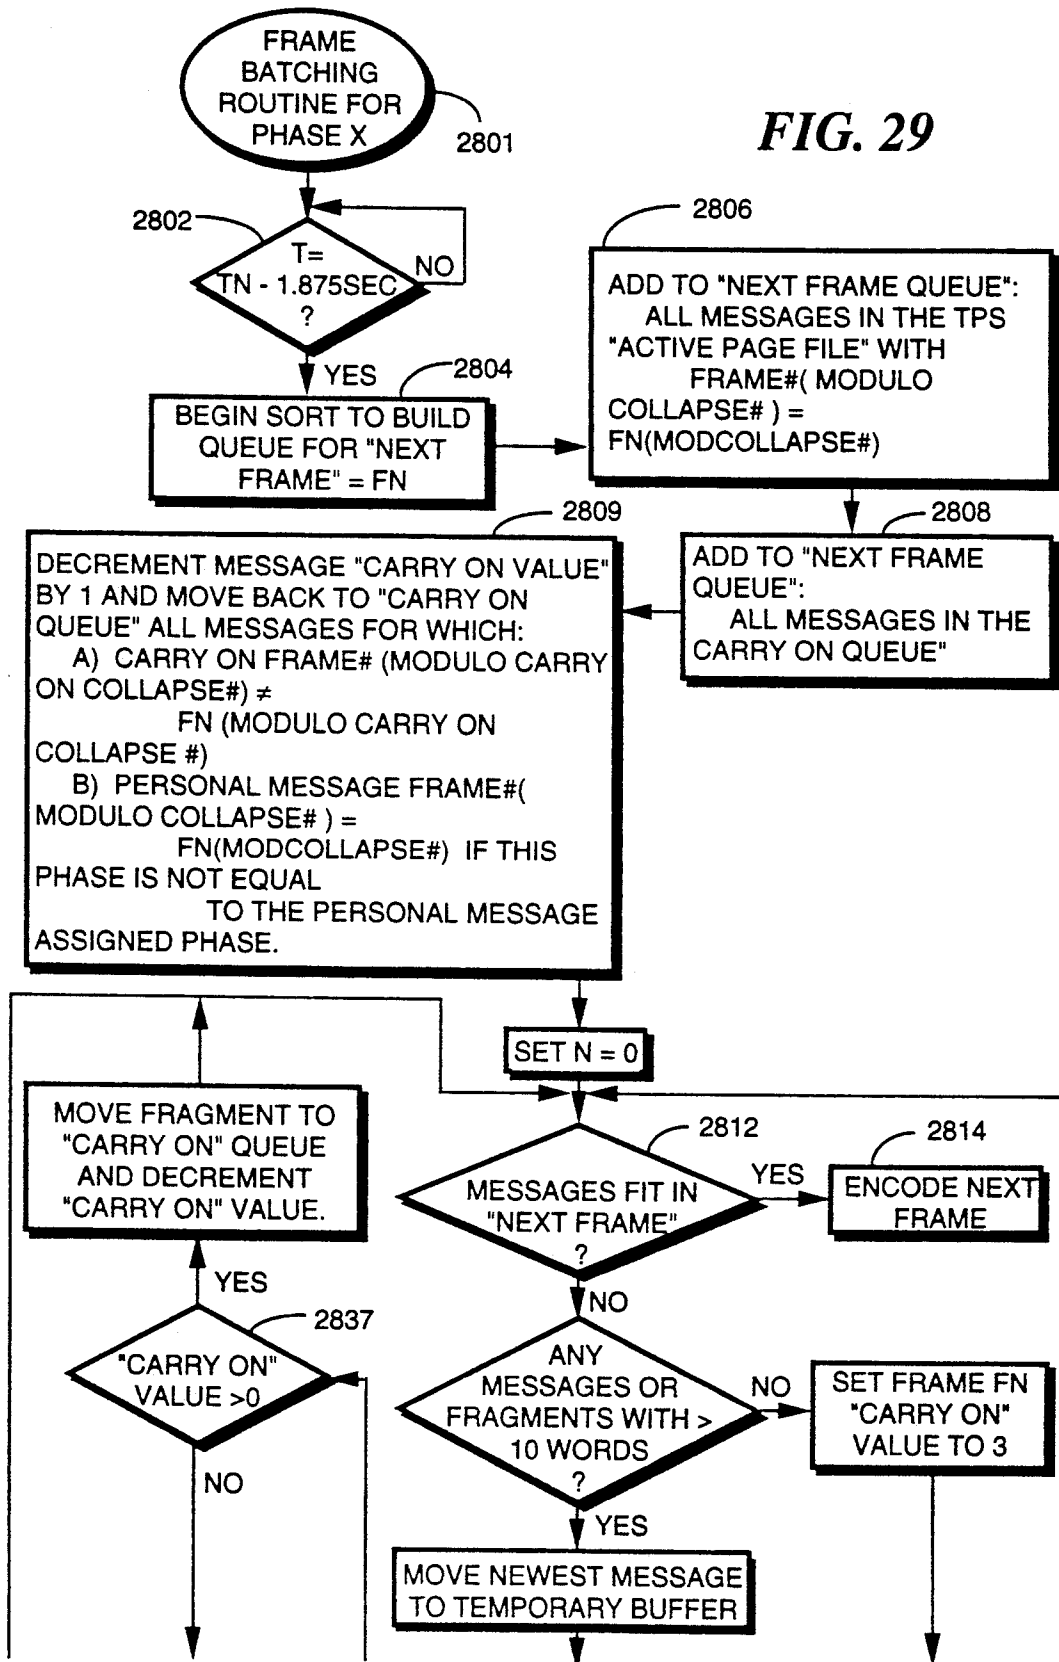 FRAME
BATCHING
ROUTINE FOR
PHASE X
2801
FIG. 29
2802
T=
TN - 1.875SEC
?
NO
YES
2804
BEGIN SORT TO BUILD
QUEUE FOR "NEXT
FRAME" = FN
2806
ADD TO "NEXT FRAME QUEUE":
ALL MESSAGES IN THE TPS
"ACTIVE PAGE FILE" WITH
FRAME#( MODULO
COLLAPSE# ) =
FN(MODCOLLAPSE#)
2808
ADD TO "NEXT FRAME
QUEUE":
ALL MESSAGES IN THE
CARRY ON QUEUE"
2809
DECREMENT MESSAGE "CARRY ON VALUE"
BY 1 AND MOVE BACK TO "CARRY ON
QUEUE" ALL MESSAGES FOR WHICH:
A) CARRY ON FRAME# (MODULO CARRY
ON COLLAPSE#) ≠
FN (MODULO CARRY ON
COLLAPSE #)
B) PERSONAL MESSAGE FRAME#(
MODULO COLLAPSE# ) =
FN(MODCOLLAPSE#) IF THIS
PHASE IS NOT EQUAL
TO THE PERSONAL MESSAGE
ASSIGNED PHASE.
SET N = 0
2812
MESSAGES FIT IN
"NEXT FRAME"
?
YES
2814
ENCODE NEXT
FRAME
NO
ANY
MESSAGES OR
FRAGMENTS WITH >
10 WORDS
?
NO
SET FRAME FN
"CARRY ON"
VALUE TO 3
YES
MOVE NEWEST MESSAGE
TO TEMPORARY BUFFER
MOVE FRAGMENT TO
"CARRY ON" QUEUE
AND DECREMENT
"CARRY ON" VALUE.
YES
2837
"CARRY ON"
VALUE >0
NO